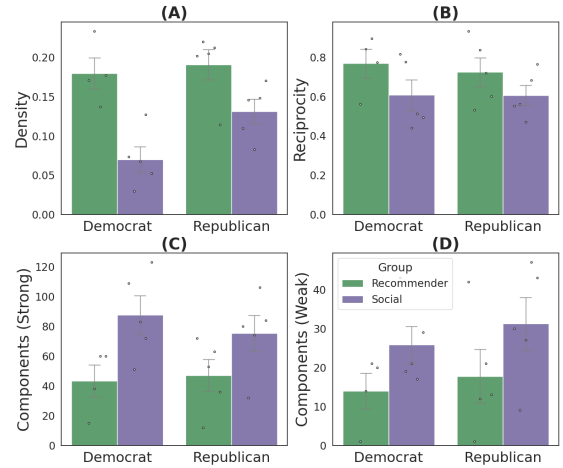 (A)
Density
0.20
0.15
0.10
0.05
0.00
Democrat
Republican
(B)
Reciprocity
0.8
0.6
0.4
0.2
0.0
Democrat
Republican
(C)
Components (Strong)
120
100
80
60
40
20
0
Democrat
Republican
(D)
Components (Weak)
40
30
20
10
0
Group
Recommender
Social
Democrat
Republican